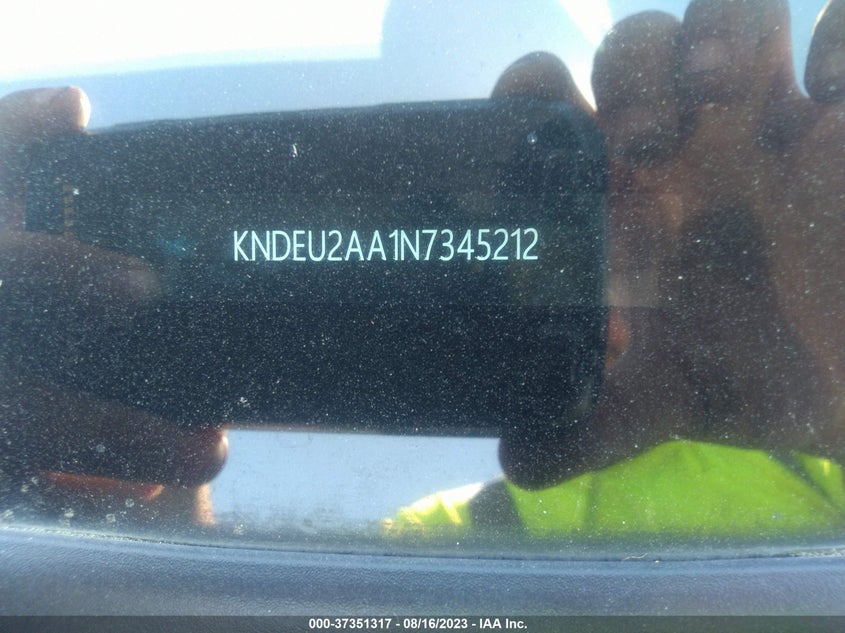 KNDEU2AA1N7345212
000-37351317 - 08/16/2023 - IAA Inc.